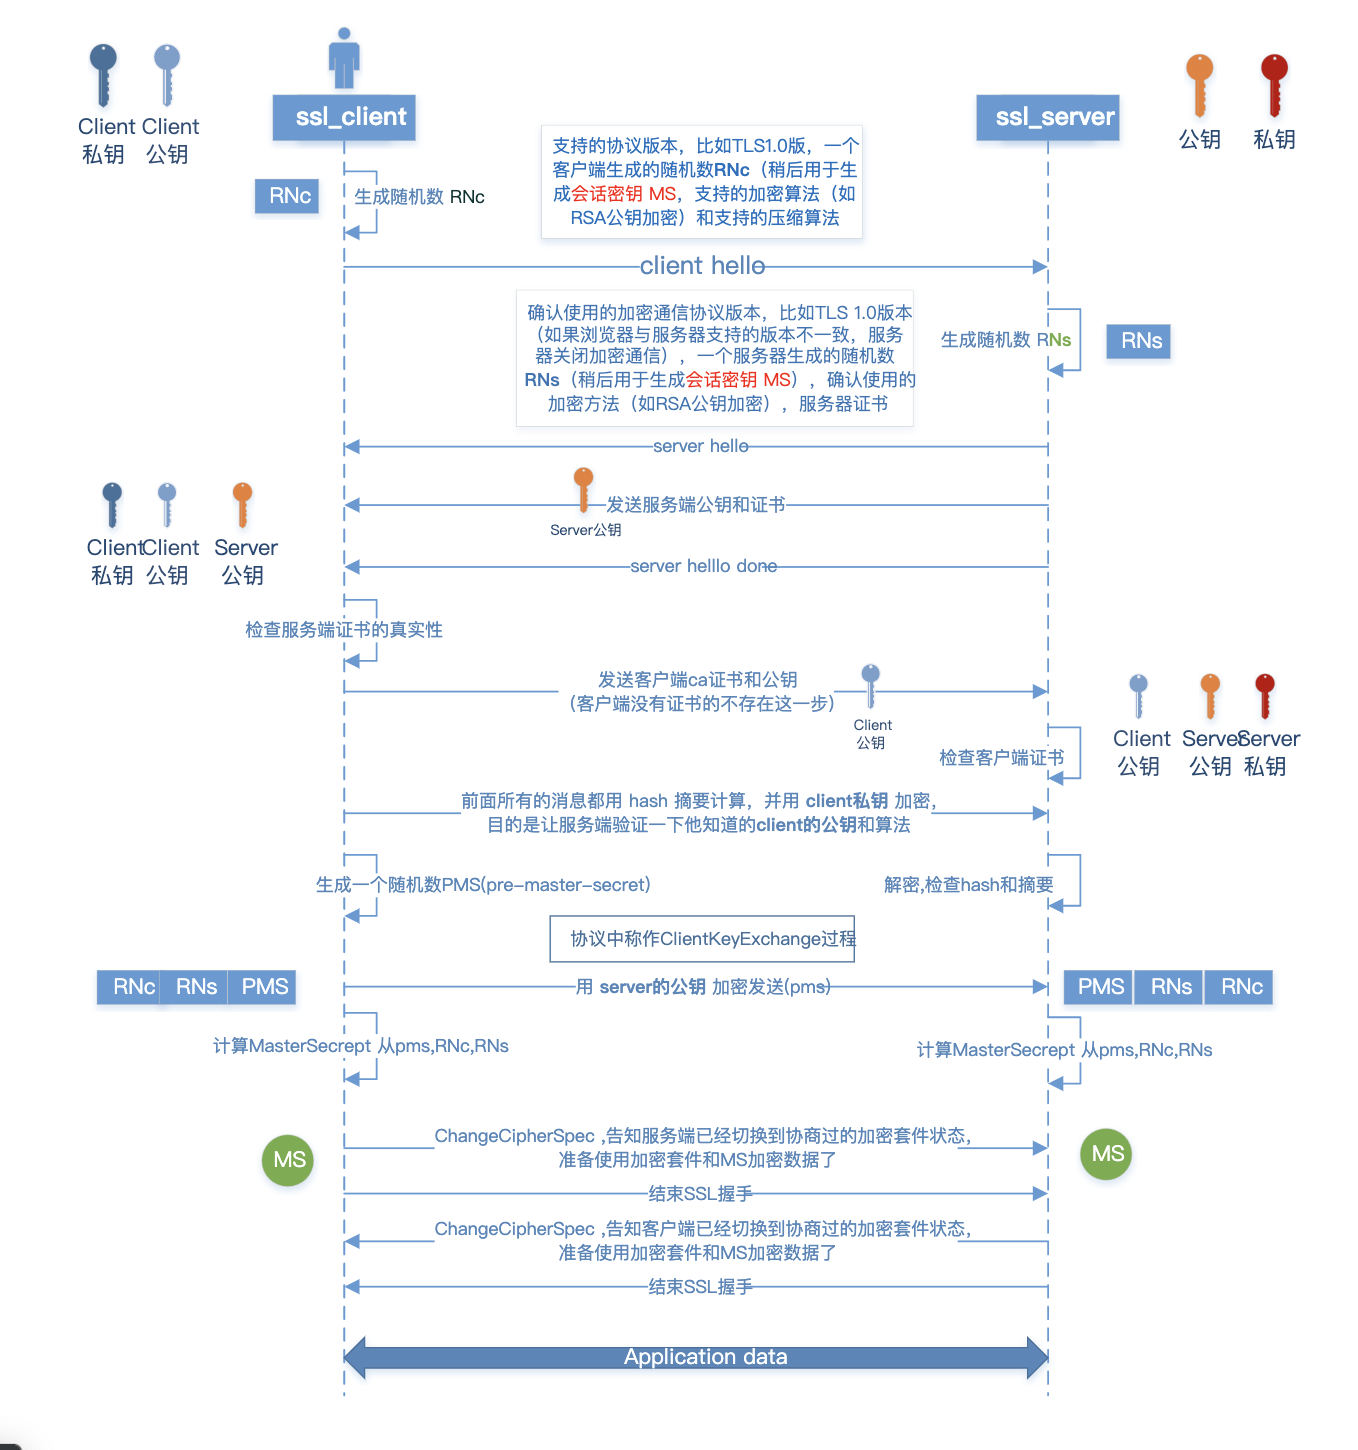 ssl_client
ssl_server
Client
私钥
Client
公钥
公钥
私钥
支持的协议版本，比如TLS1.0版，一个
客户端生成的随机数RNc（稍后用于生
成会话密钥 MS，支持的加密算法（如
RSA公钥加密）和支持的压缩算法
RNc
生成随机数 RNc
client hello
确认使用的加密通信协议版本，比如TLS 1.0版本
（如果浏览器与服务器支持的版本不一致，服务
器关闭加密通信），一个服务器生成的随机数
RNs（稍后用于生成会话密钥 MS），确认使用的
加密方法（如RSA公钥加密），服务器证书
生成随机数 RNs
RNs
server hello
发送服务端公钥和证书
Server公钥
Client
私钥
Client
公钥
Server
公钥
server helllo done
检查服务端证书的真实性
发送客户端ca证书和公钥
（客户端没有证书的不存在这一步）
Client
公钥
Client
公钥
Server
公钥
Server
私钥
检查客户端证书
前面所有的消息都用 hash 摘要计算，并用 client私钥 加密，
目的是让服务端验证一下他知道的client的公钥和算法
生成一个随机数PMS(pre-master-secret)
解密,检查hash和摘要
协议中称作ClientKeyExchange过程
RNc
RNs
PMS
用 server的公钥 加密发送(pms)
PMS
RNs
RNc
计算MasterSecrept 从pms,RNc,RNs
计算MasterSecrept 从pms,RNc,RNs
ChangeCipherSpec ,告知服务端已经切换到协商过的加密套件状态，
准备使用加密套件和MS加密数据了
MS
MS
结束SSL握手
ChangeCipherSpec ,告知客户端已经切换到协商过的加密套件状态，
准备使用加密套件和MS加密数据了
结束SSL握手
Application data